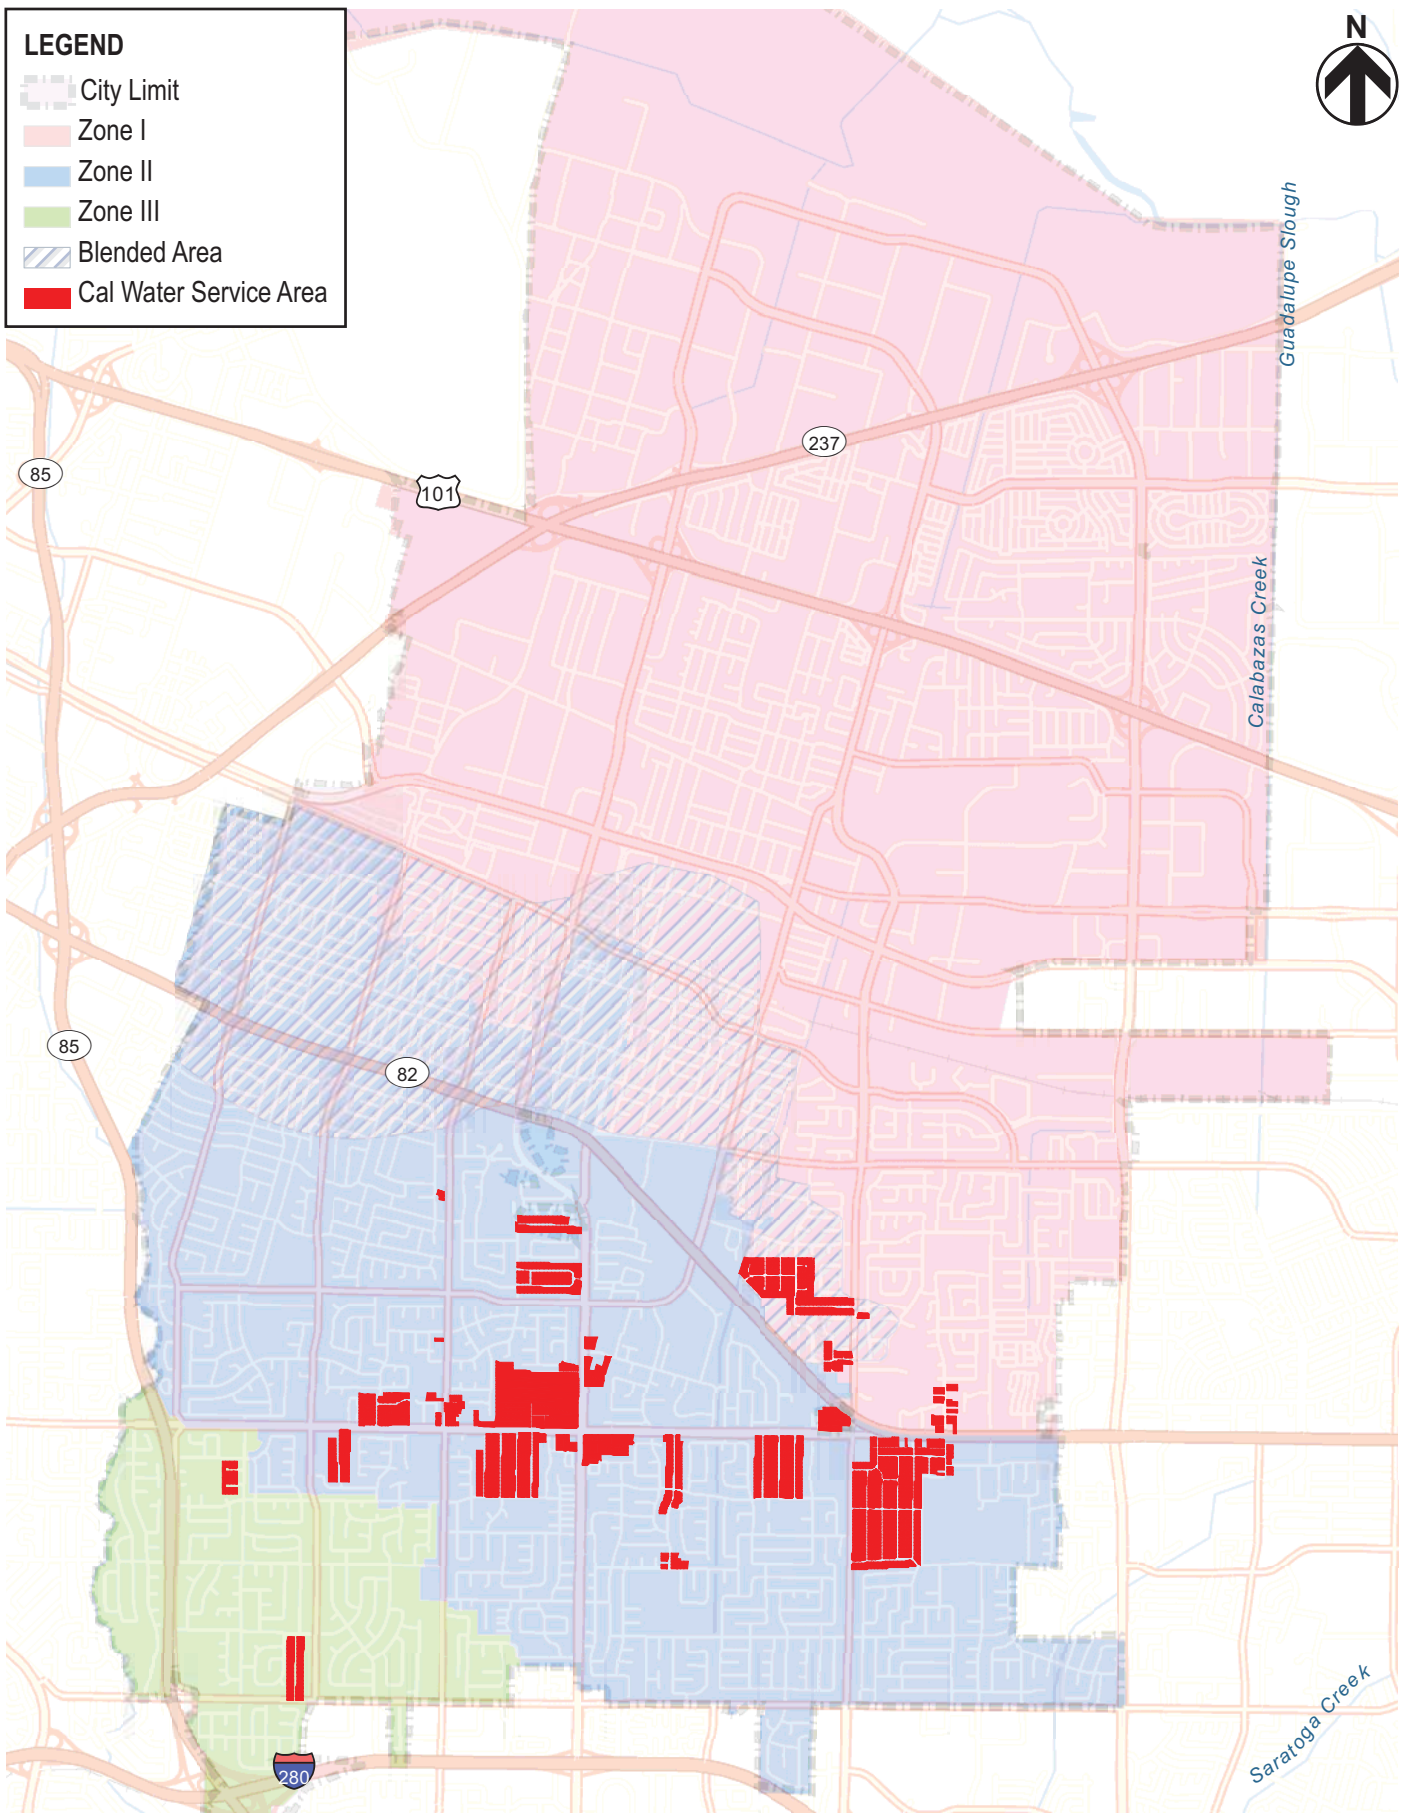 LEGEND
City Limit
Zone I
Zone II
Zone III
Blended Area
Cal Water Service Area
N
Guadalupe Slough
237
85
101
Calabazas Creek
85
82
Saratoga Creek
280